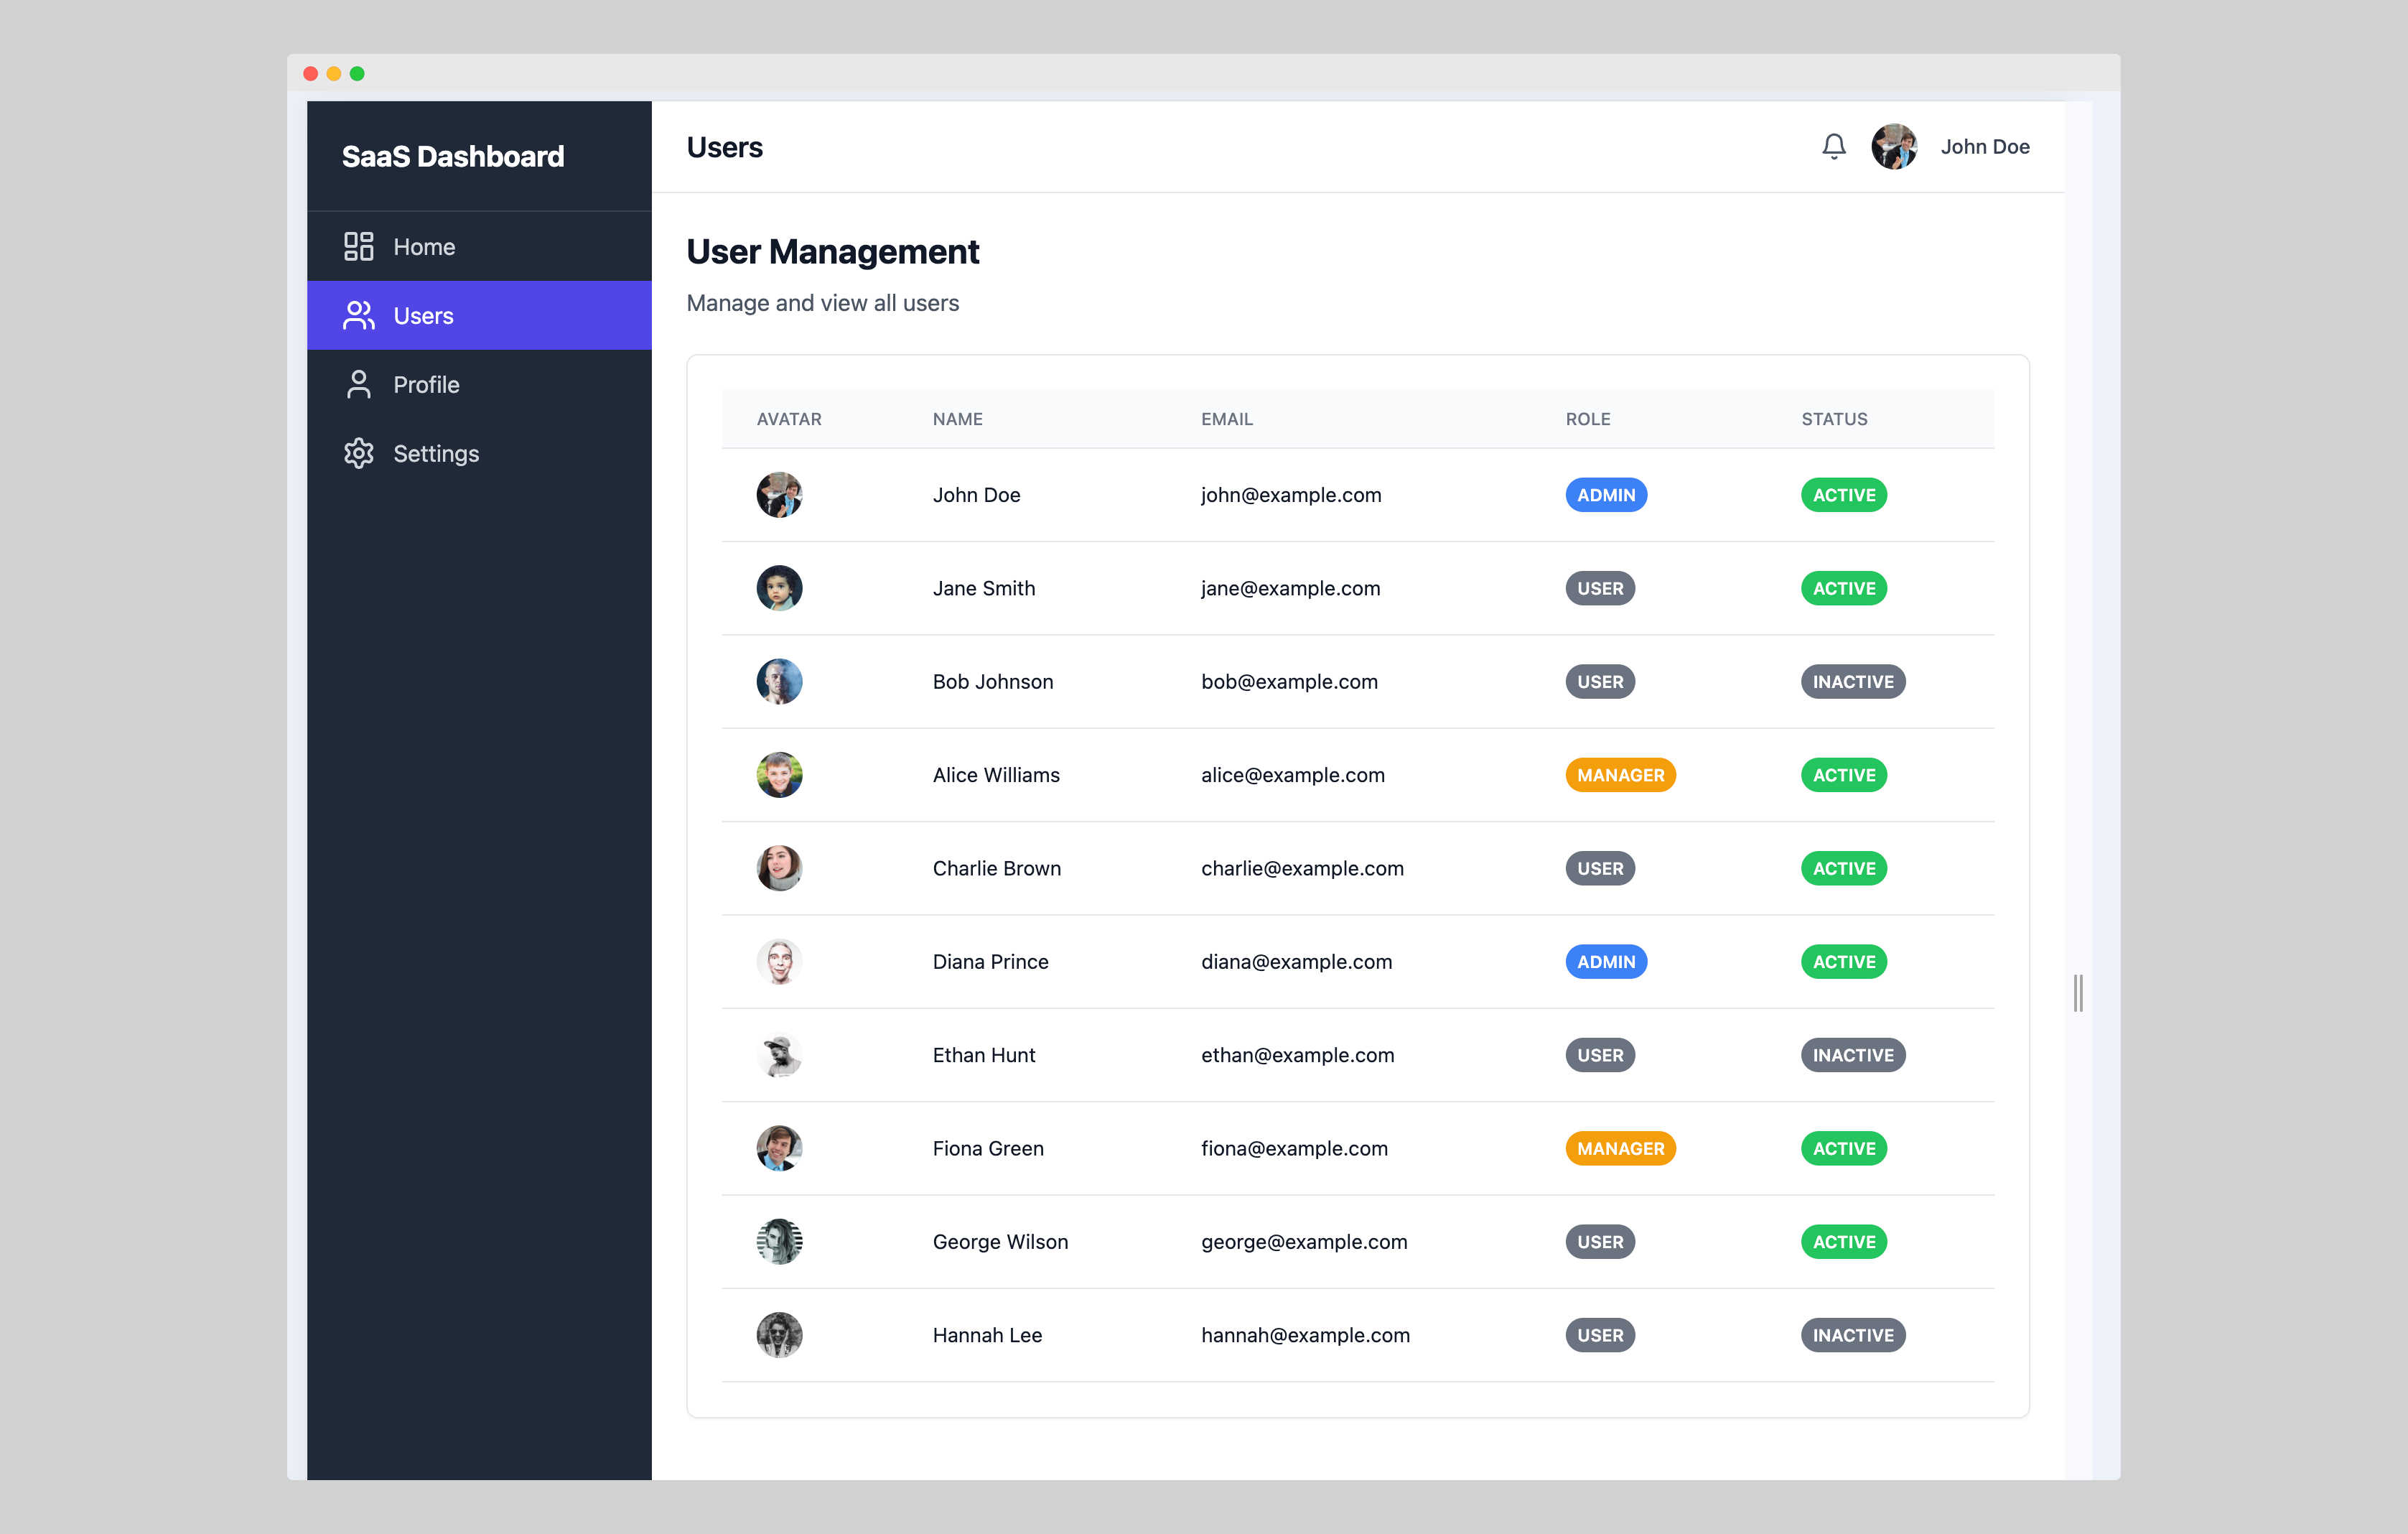 SaaS Dashboard
Home
Users
Profile
Settings
Users
John Doe
User Management
Manage and view all users
AVATAR NAME EMAIL ROLE STATUS
John Doe john@example.com ADMIN ACTIVE
Jane Smith jane@example.com USER ACTIVE
Bob Johnson bob@example.com USER INACTIVE
Alice Williams alice@example.com MANAGER ACTIVE
Charlie Brown charlie@example.com USER ACTIVE
Diana Prince diana@example.com ADMIN ACTIVE
Ethan Hunt ethan@example.com USER INACTIVE
Fiona Green fiona@example.com MANAGER ACTIVE
George Wilson george@example.com USER ACTIVE
Hannah Lee hannah@example.com USER INACTIVE